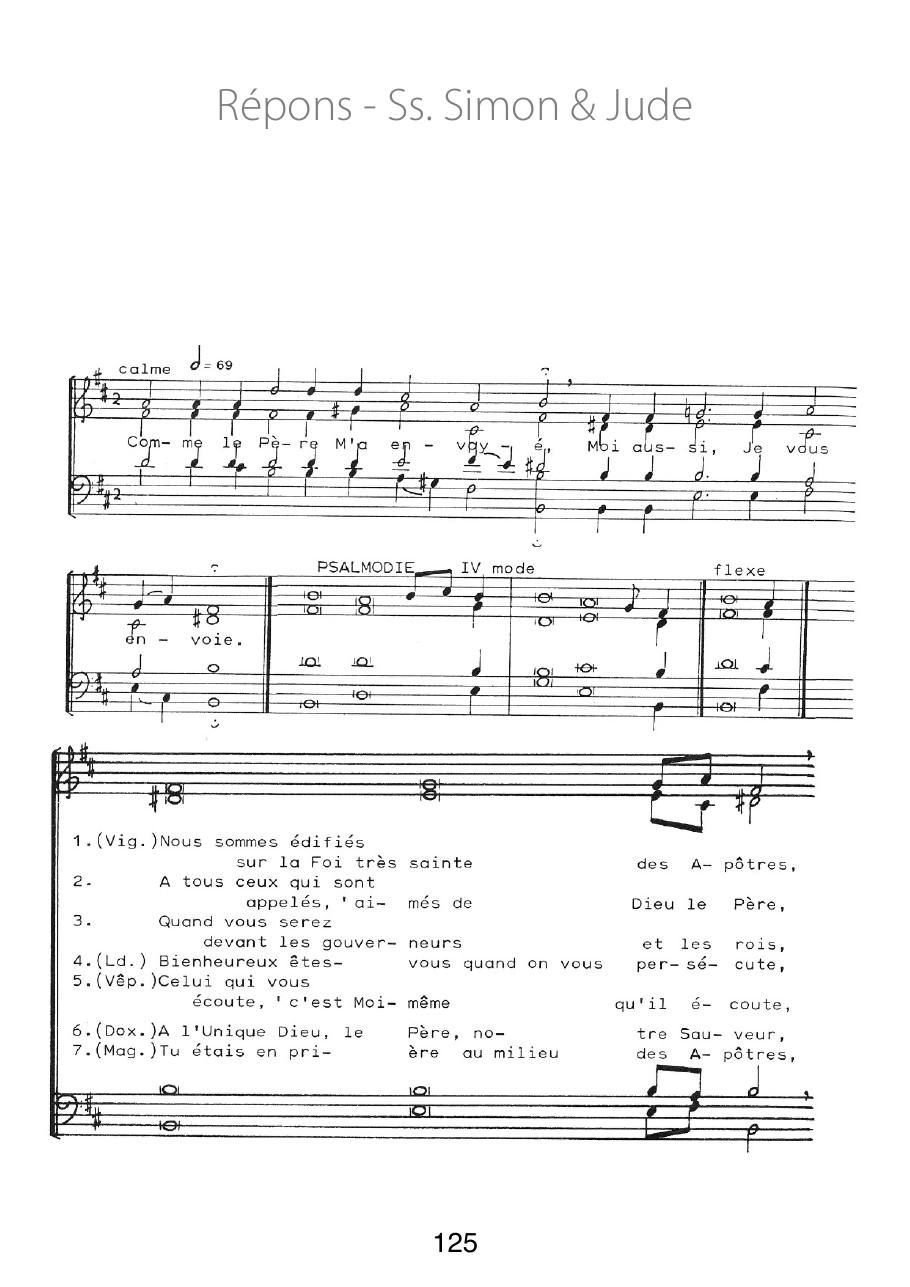 Répons - Ss. Simon & Jude
calme = 69
2
Com- me le Pè- re M'a en - voy - é, Moi aus- si, Je vous
2
PSALMODIE IV mode flexe
en - voie.
1.(Vig.)Nous sommes édifiés
sur la Foi très sainte des A- pôtres,
2. A tous ceux qui sont
appelés, 'ai- més de Dieu le Père,
3. Quand vous serez
devant les gouver- neurs et les rois,
4.(Ld.) Bienheureux êtes- vous quand on vous per- sé- cute,
5.(Vêp.)Celui qui vous
écoute, 'c'est Moi- même qu'il é- coute,
6.(Dox.)A l'Unique Dieu, le Père, no- tre Sau- veur,
7.(Mag.)Tu étais en pri- ère au milieu des A- pôtres,
125